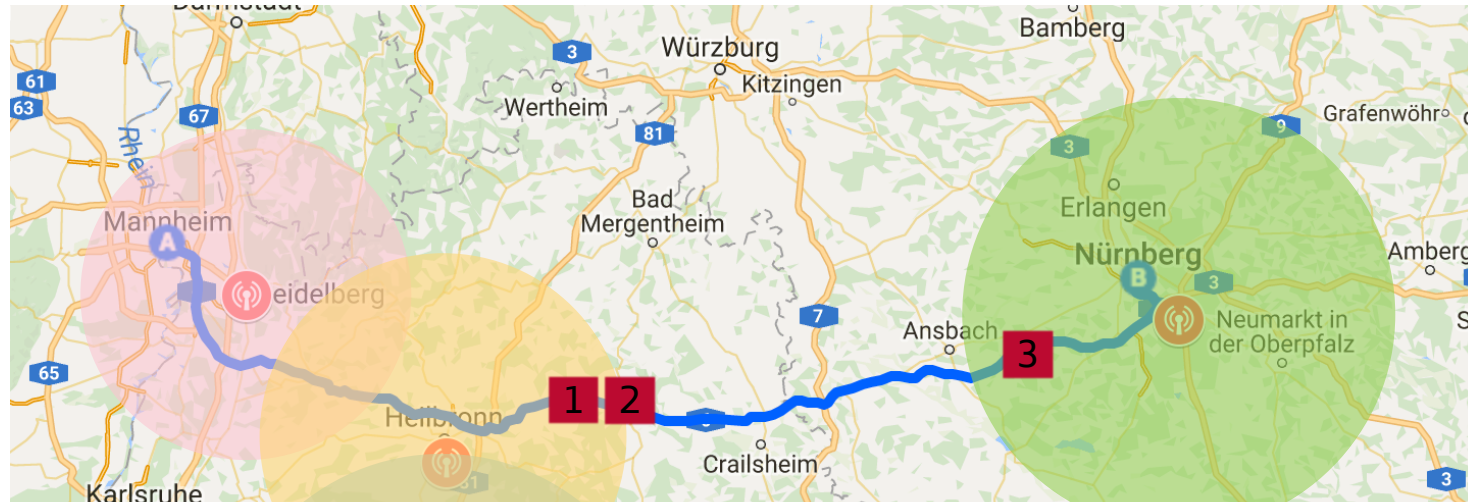 Darmstadt
Bamberg
3
Würzburg
61
Kitzingen
63
Wertheim
67
81
9
Grafenwöhr
3
Rhein
Bad
Mergentheim
Mannheim
Erlangen
A
Nürnberg
Amberg
B
3
eidelberg
7
Neumarkt in
der Oberpfalz
Ansbach
3
65
1
2
Heilbronn
Crailsheim
81
3
Karlsruhe